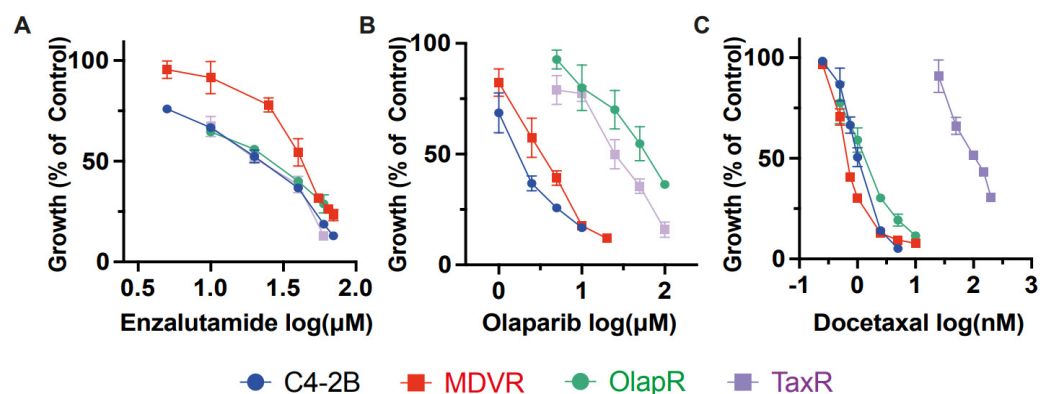 A
B
C
Growth (% of Control)
100
50
0
0.5
1.0
1.5
2.0
Enzalutamide log(μM)
Growth (% of Control)
100
50
0
0
1
2
Olaparib log(μM)
Growth (% of Control)
100
50
0
-1
0
1
2
3
Docetaxal log(nM)
C4-2B
MDVR
OlapR
TaxR